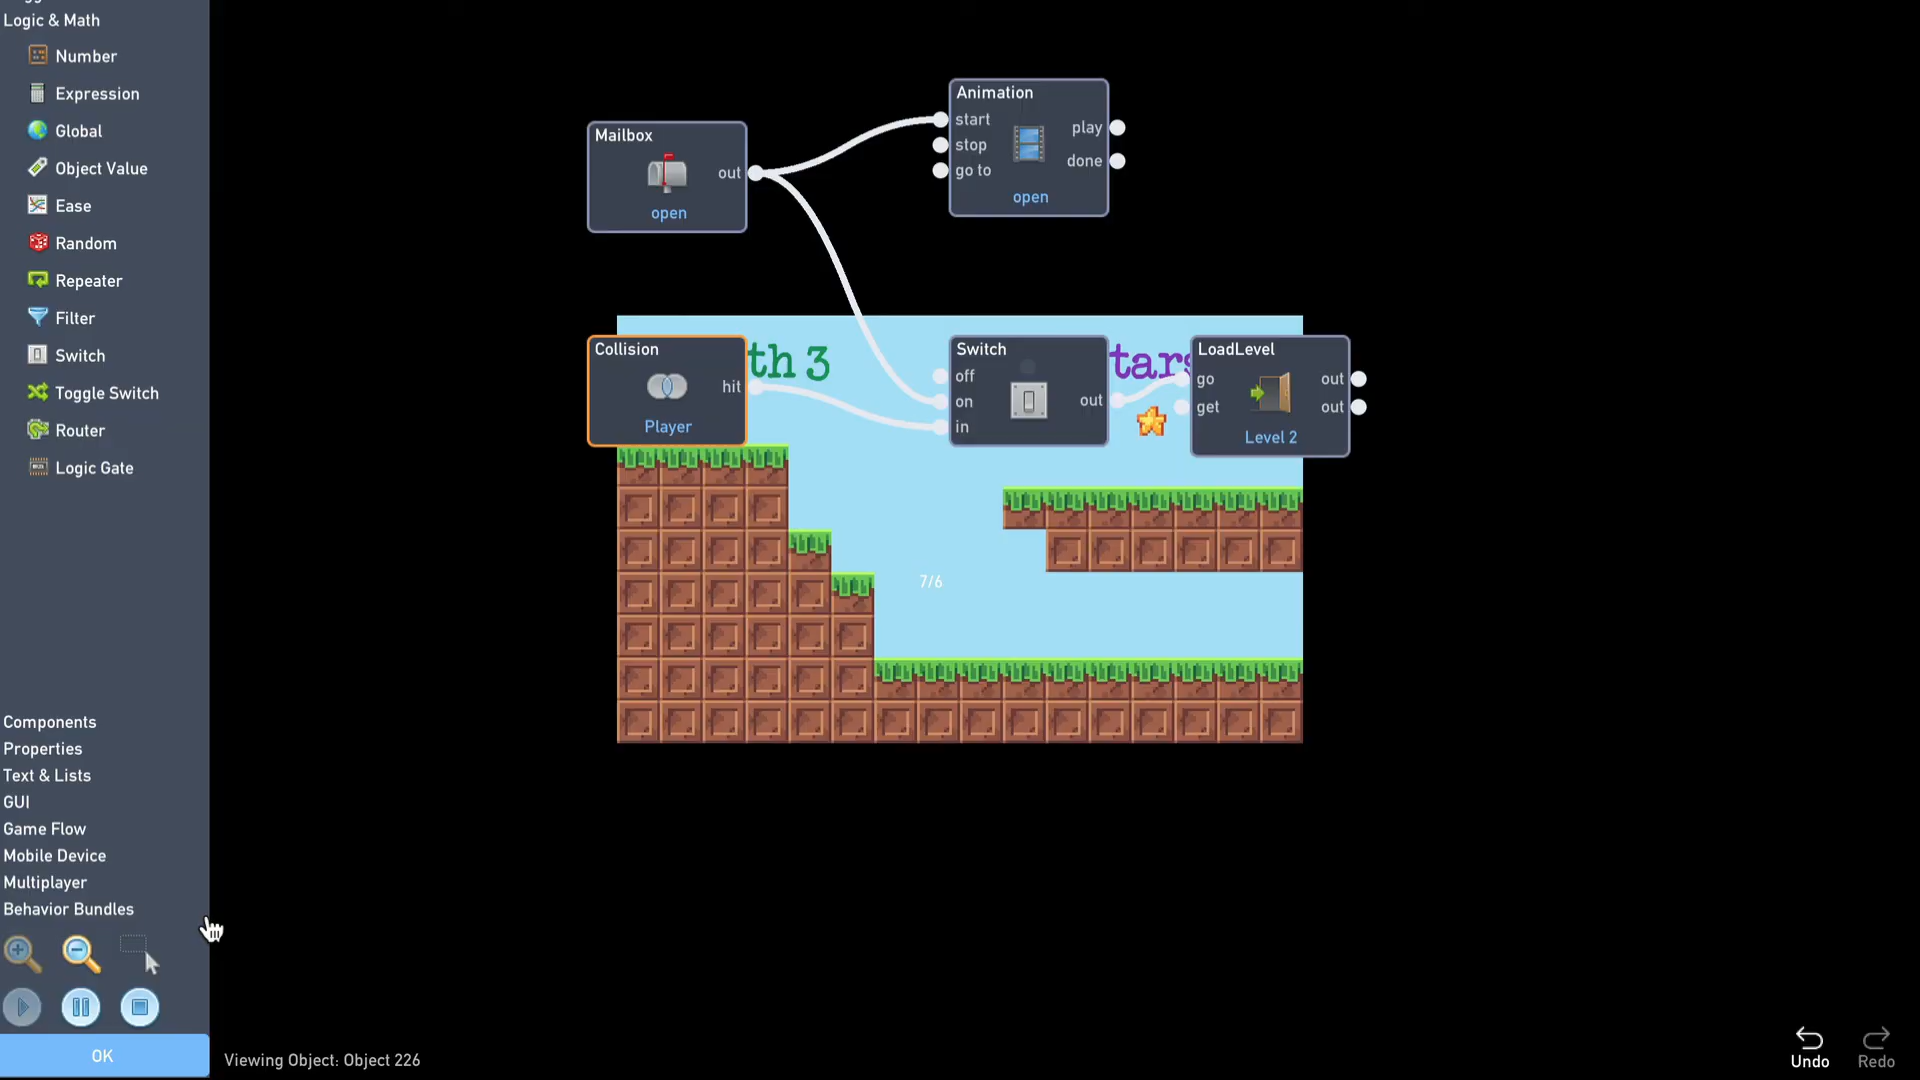 Logic & Math
Number
Expression
Global
Object Value
Ease
Random
Repeater
Filter
Switch
Toggle Switch
Router
Logic Gate
Components
Properties
Text & Lists
GUI
Game Flow
Mobile Device
Multiplayer
Behavior Bundles
OK
Mailbox
out
open
Animation
start
stop
go to
play
done
open
Collision
hit
Player
th 3
Switch
off
on
in
out
tars
LoadLevel
go
get
out
out
Level 2
7/6
Viewing Object: Object 226
Undo
Redo